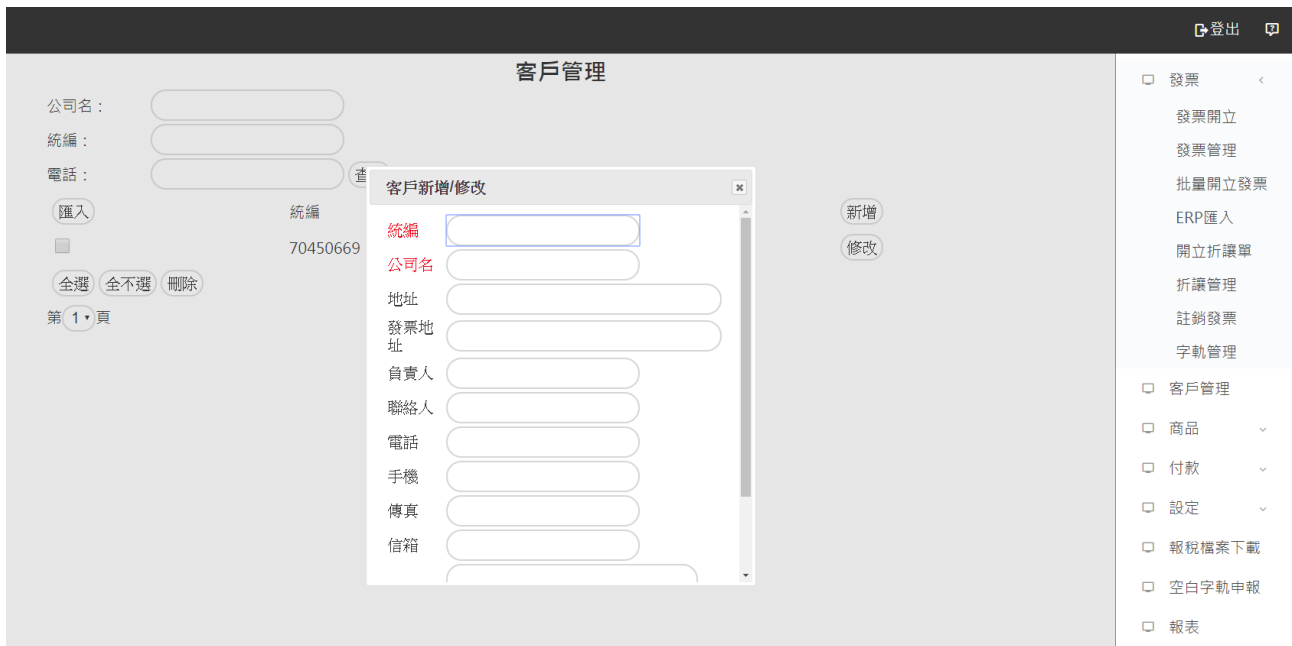 登出
客戶管理
公司名：
統編：
電話：
匯入 統編 新增
70450669 修改
全選 全不選 刪除
第 1 頁
客戶新增/修改
統編
公司名
地址
發票地
址
負責人
聯絡人
電話
手機
傳真
信箱
發票
發票開立
發票管理
批量開立發票
ERP匯入
開立折讓單
折讓管理
註銷發票
字軌管理
客戶管理
商品
付款
設定
報稅檔案下載
空白字軌申報
報表